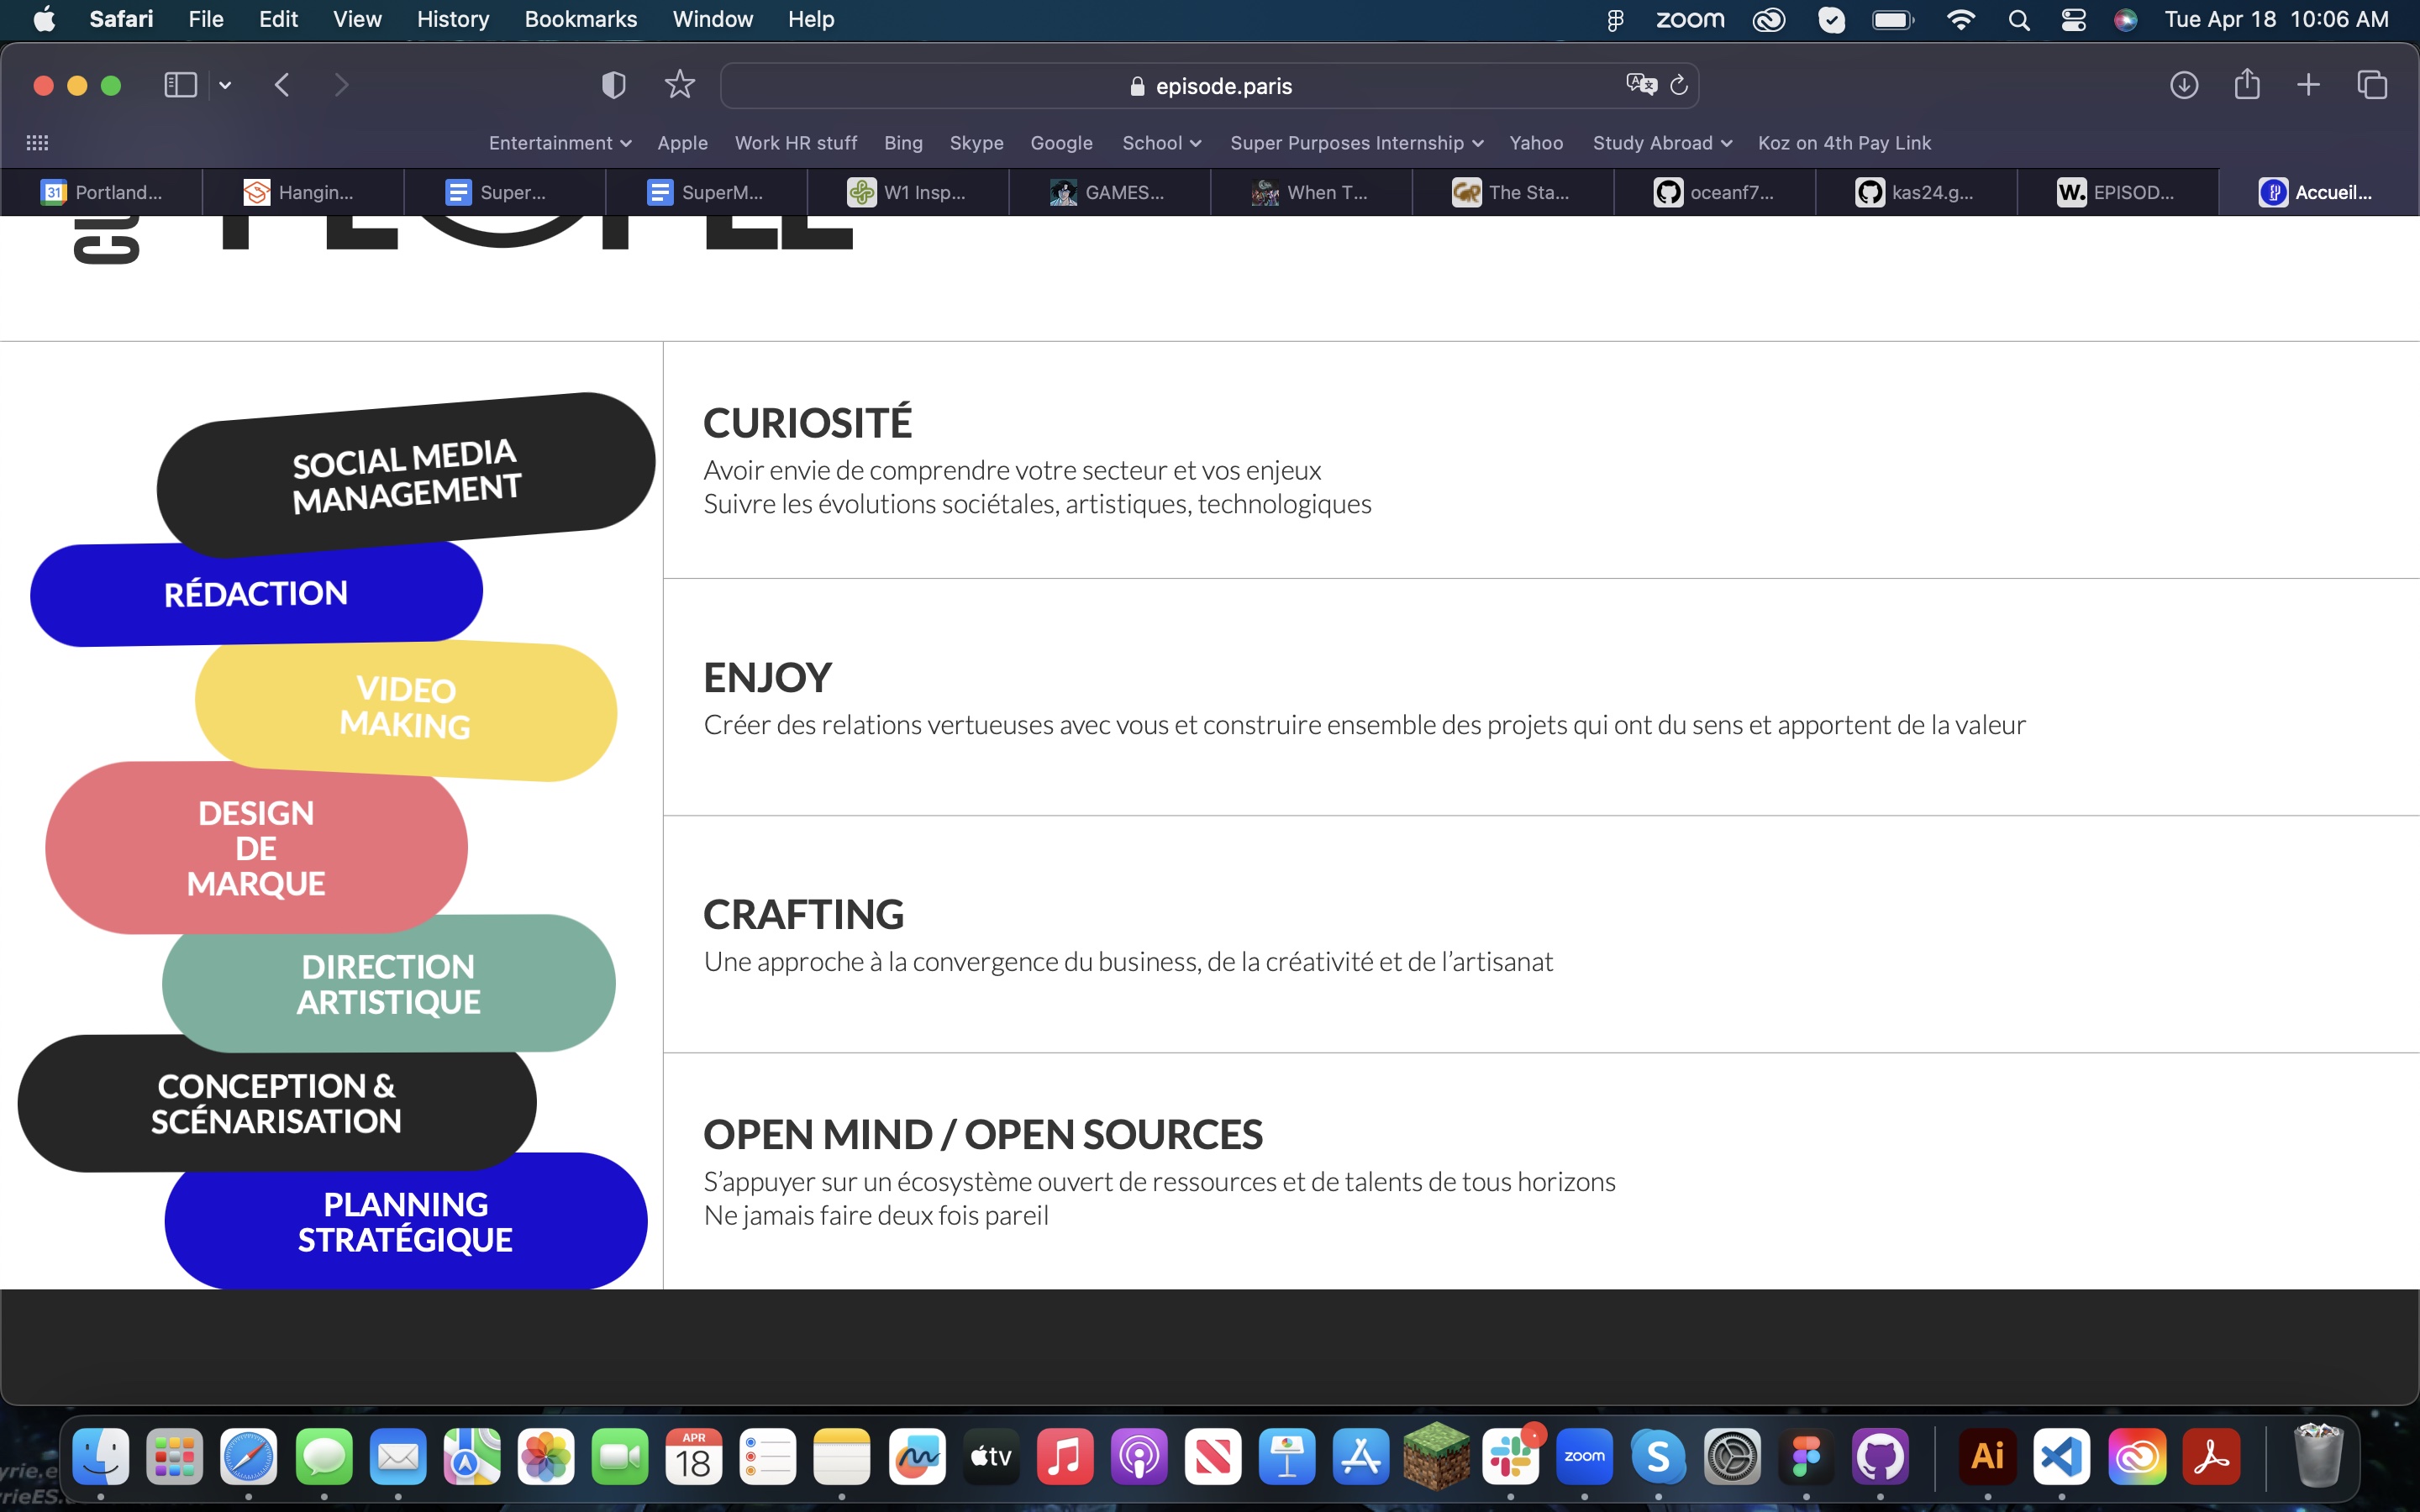 Safari File Edit View History Bookmarks Window Help zoom Tue Apr 18 10:06 AM
episode.paris
Entertainment Apple Work HR stuff Bing Skype Google School Super Purposes Internship Yahoo Study Abroad Koz on 4th Pay Link
31 Portland... Hangin... Super... SuperM... W1 Insp... GAMES... When T... The Sta... oceanf7... kas24.g... W. EPISOD... Accueil...
PEOPLE
SOCIAL MEDIA
MANAGEMENT
RÉDACTION
VIDEO
MAKING
DESIGN
DE
MARQUE
DIRECTION
ARTISTIQUE
CONCEPTION &
SCÉNARISATION
PLANNING
STRATÉGIQUE
CURIOSITÉ
Avoir envie de comprendre votre secteur et vos enjeux
Suivre les évolutions sociétales, artistiques, technologiques
ENJOY
Créer des relations vertueuses avec vous et construire ensemble des projets qui ont du sens et apportent de la valeur
CRAFTING
Une approche à la convergence du business, de la créativité et de l’artisanat
OPEN MIND / OPEN SOURCES
S’appuyer sur un écosystème ouvert de ressources et de talents de tous horizons
Ne jamais faire deux fois pareil
APR
18
tv
zoom
Ai